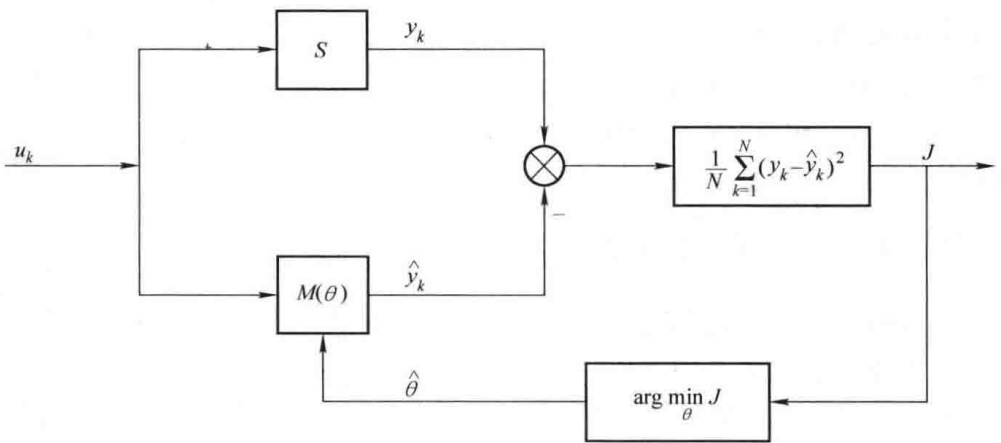 S
y_k
u_k
1/N ∑_{k=1}^{N} (y_k − ŷ_k)^2
J
−
M(θ)
ŷ_k
θ̂
arg min_θ J